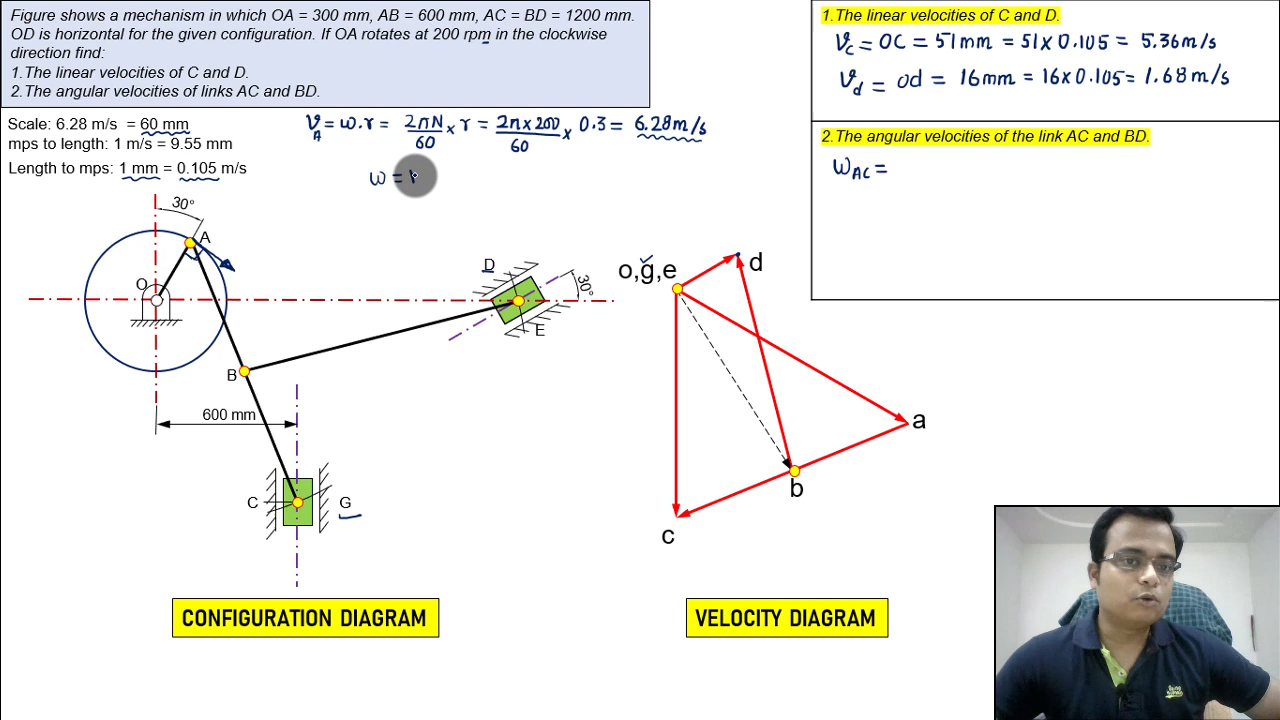 Figure shows a mechanism in which OA = 300 mm, AB = 600 mm, AC = BD = 1200 mm.
OD is horizontal for the given configuration. If OA rotates at 200 rpm in the clockwise
direction find:
1.The linear velocities of C and D.
2.The angular velocities of links AC and BD.
Scale: 6.28 m/s = 60 mm
mps to length: 1 m/s = 9.55 mm
Length to mps: 1 mm = 0.105 m/s
V_A = ω.r = 2πN/60 × r = 2π×200/60 × 0.3 = 6.28 m/s
ω =
1.The linear velocities of C and D.
V_c = OC = 51 mm = 51 × 0.105 = 5.36 m/s
V_d = od = 16 mm = 16 × 0.105 = 1.68 m/s
2.The angular velocities of the link AC and BD.
ω_AC =
30°
A
O
D
30°
E
B
600 mm
C
G
o,g,e
d
a
b
c
CONFIGURATION DIAGRAM
VELOCITY DIAGRAM